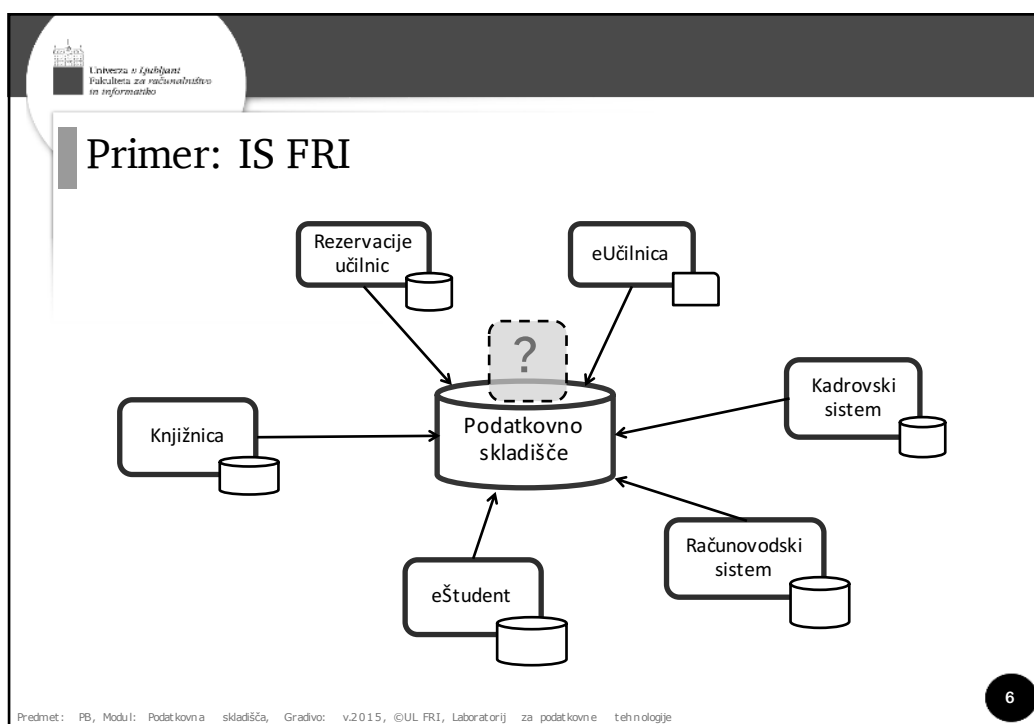 Univerza v Ljubljani
Fakulteta za računalništvo
in informatiko
Primer: IS FRI
Rezervacije
učilnic
eUčilnica
?
Kadrovski
sistem
Podatkovno
skladišče
Knjižnica
Računovodski
sistem
eŠtudent
6
Predmet: PB, Modul: Podatkovna skladišča, Gradivo: v.2015, ©UL FRI, Laboratorij za podatkovne tehnologije